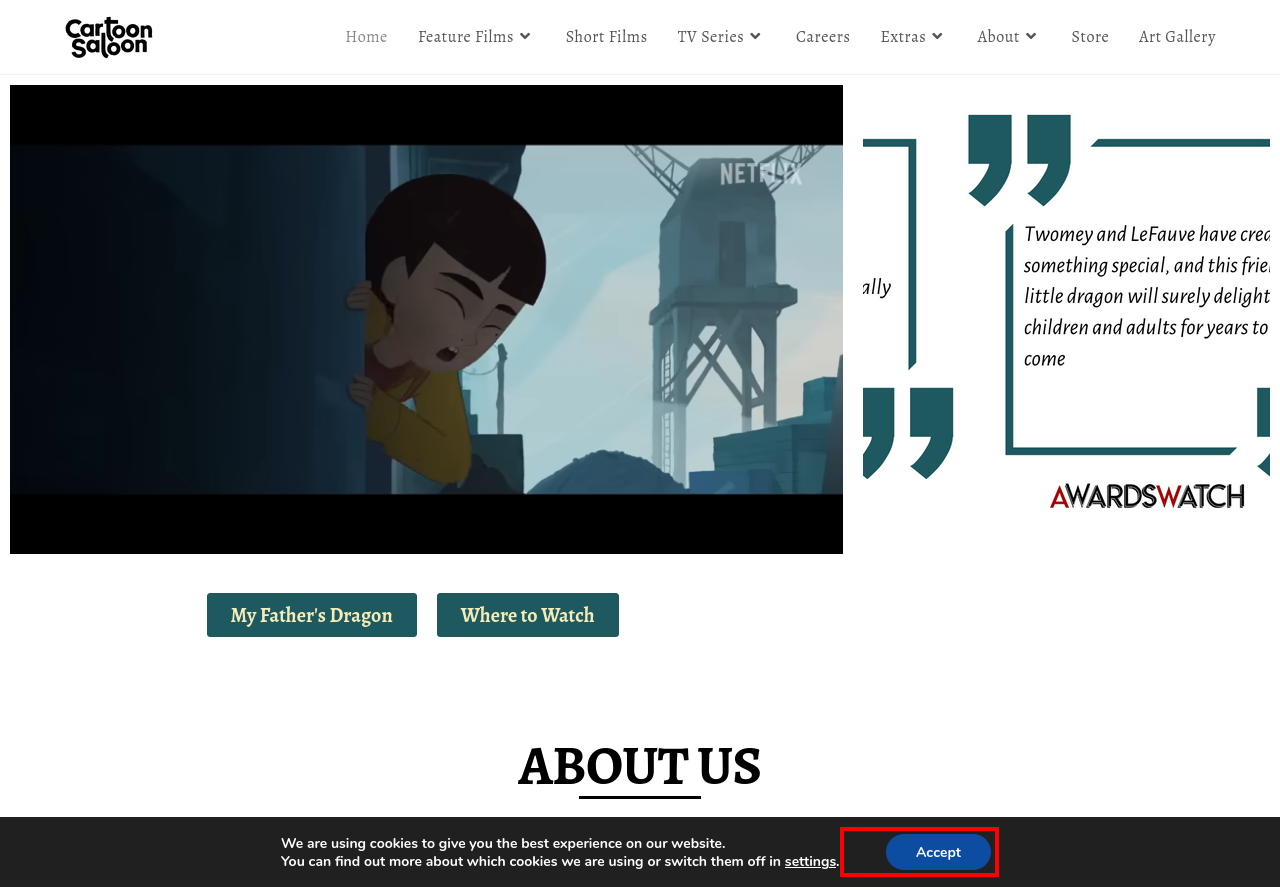 Cartoon
Saloon
Home Feature Films Short Films TV Series Careers Extras About Store Art Gallery
NETFLIX
ally
Twomey and LeFauve have crea
something special, and this frie
little dragon will surely delight
children and adults for years to
come
AWARDSWATCH
My Father's Dragon Where to Watch
ABOUT US
We are using cookies to give you the best experience on our website.
You can find out more about which cookies we are using or switch them off in settings.
Accept